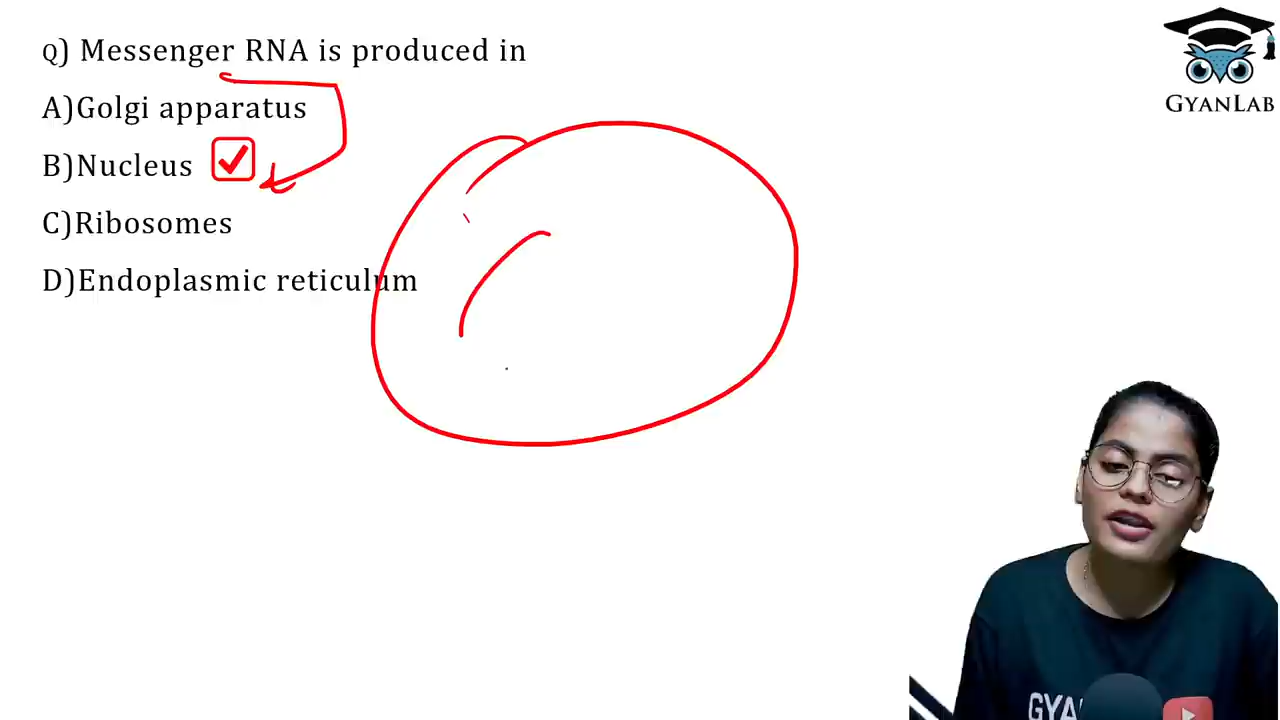 Q) Messenger RNA is produced in
A)Golgi apparatus
B)Nucleus
C)Ribosomes
D)Endoplasmic reticulum
GYANLAB